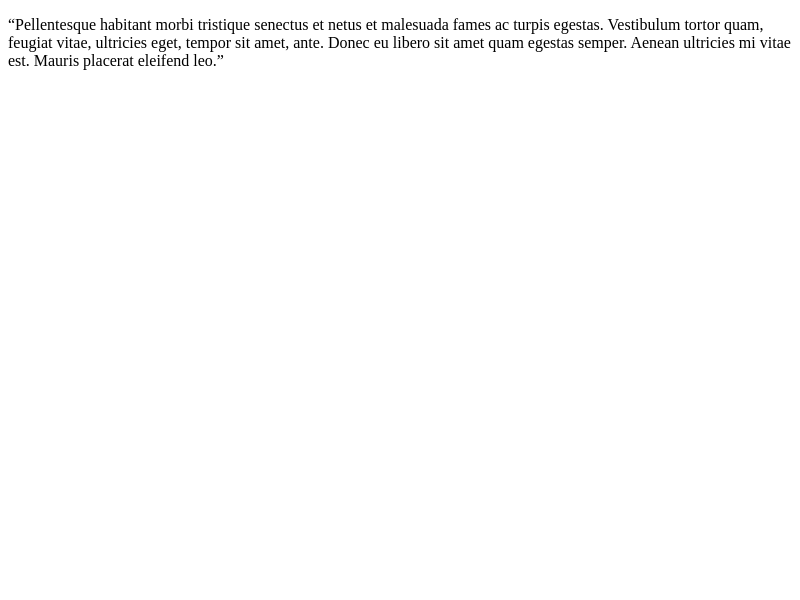 “Pellentesque habitant morbi tristique senectus et netus et malesuada fames ac turpis egestas. Vestibulum tortor quam,
feugiat vitae, ultricies eget, tempor sit amet, ante. Donec eu libero sit amet quam egestas semper. Aenean ultricies mi vitae
est. Mauris placerat eleifend leo.”